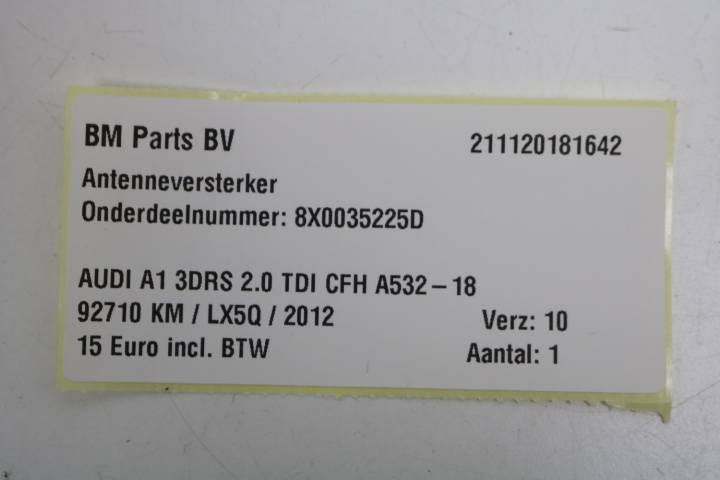 BM Parts BV 211120181642
Antenneversterker
Onderdeelnummer: 8X0035225D
AUDI A1 3DRS 2.0 TDI CFH A532-18
92710 KM / LX5Q / 2012 Verz: 10
15 Euro incl. BTW Aantal: 1